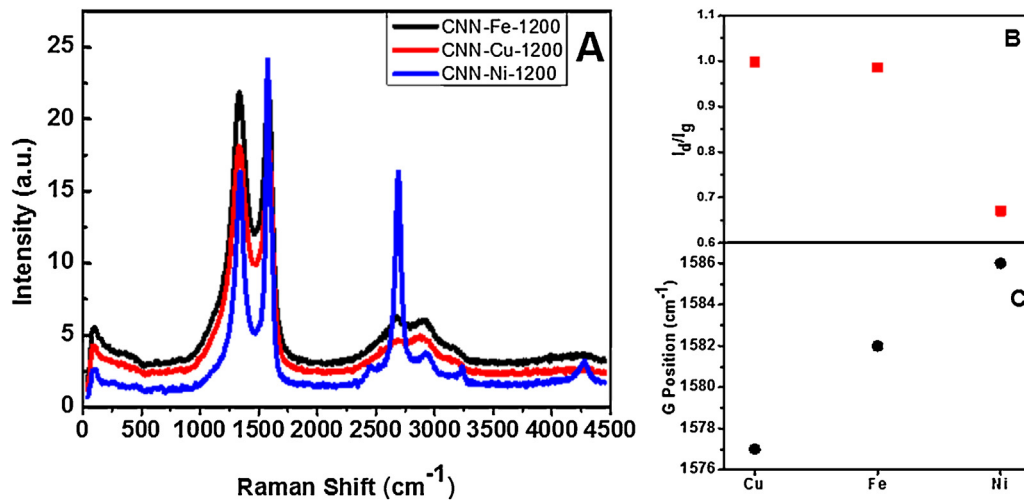 CNN-Fe-1200
CNN-Cu-1200
CNN-Ni-1200
A
25
20
15
10
5
0
Intensity (a.u.)
0 500 1000 1500 2000 2500 3000 3500 4000 4500
Raman Shift (cm-1)
B
1.0
0.9
0.8
0.7
0.6
Id/Ig
C
1586
1584
1582
1580
1578
1576
G Position (cm-1)
Cu Fe Ni